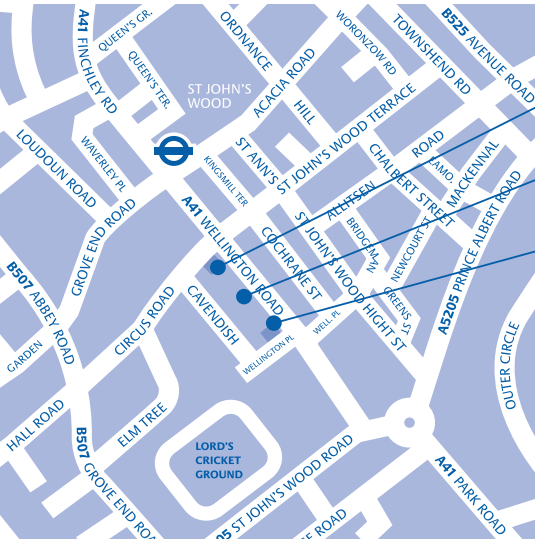 A41 FINCHLEY RD
QUEEN'S GR.
ORDNANCE
HILL
WORONZOW RD
TOWNSHEND RD
B525 AVENUE ROAD
QUEEN'S TER.
ST JOHN'S
WOOD
ACACIA ROAD
LOUDOUN ROAD
WAVERLEY PL
KINGSMILL TER
ST ANN'S
ST JOHN'S WOOD TERRACE
ALLITSEN
ROAD
CHALBERT STREET
LAMO.
MACKENNAL
GROVE END ROAD
A41 WELLINGTON ROAD
COCHRANE ST
ST JOHN'S WOOD HIGHT ST
BRIDGEMAN
NEWCOURT ST
GREENS
ST
A5205 PRINCE ALBERT ROAD
B507 ABBEY ROAD
CIRCUS ROAD
CAVENDISH
WELL. PL
WELLINGTON PL
OUTER CIRCLE
GARDEN
HALL ROAD
ELM TREE
B507 GROVE END ROA
LORD'S
CRICKET
GROUND
05 ST JOHN'S WOOD ROAD
E ROAD
A41 PARK ROAD